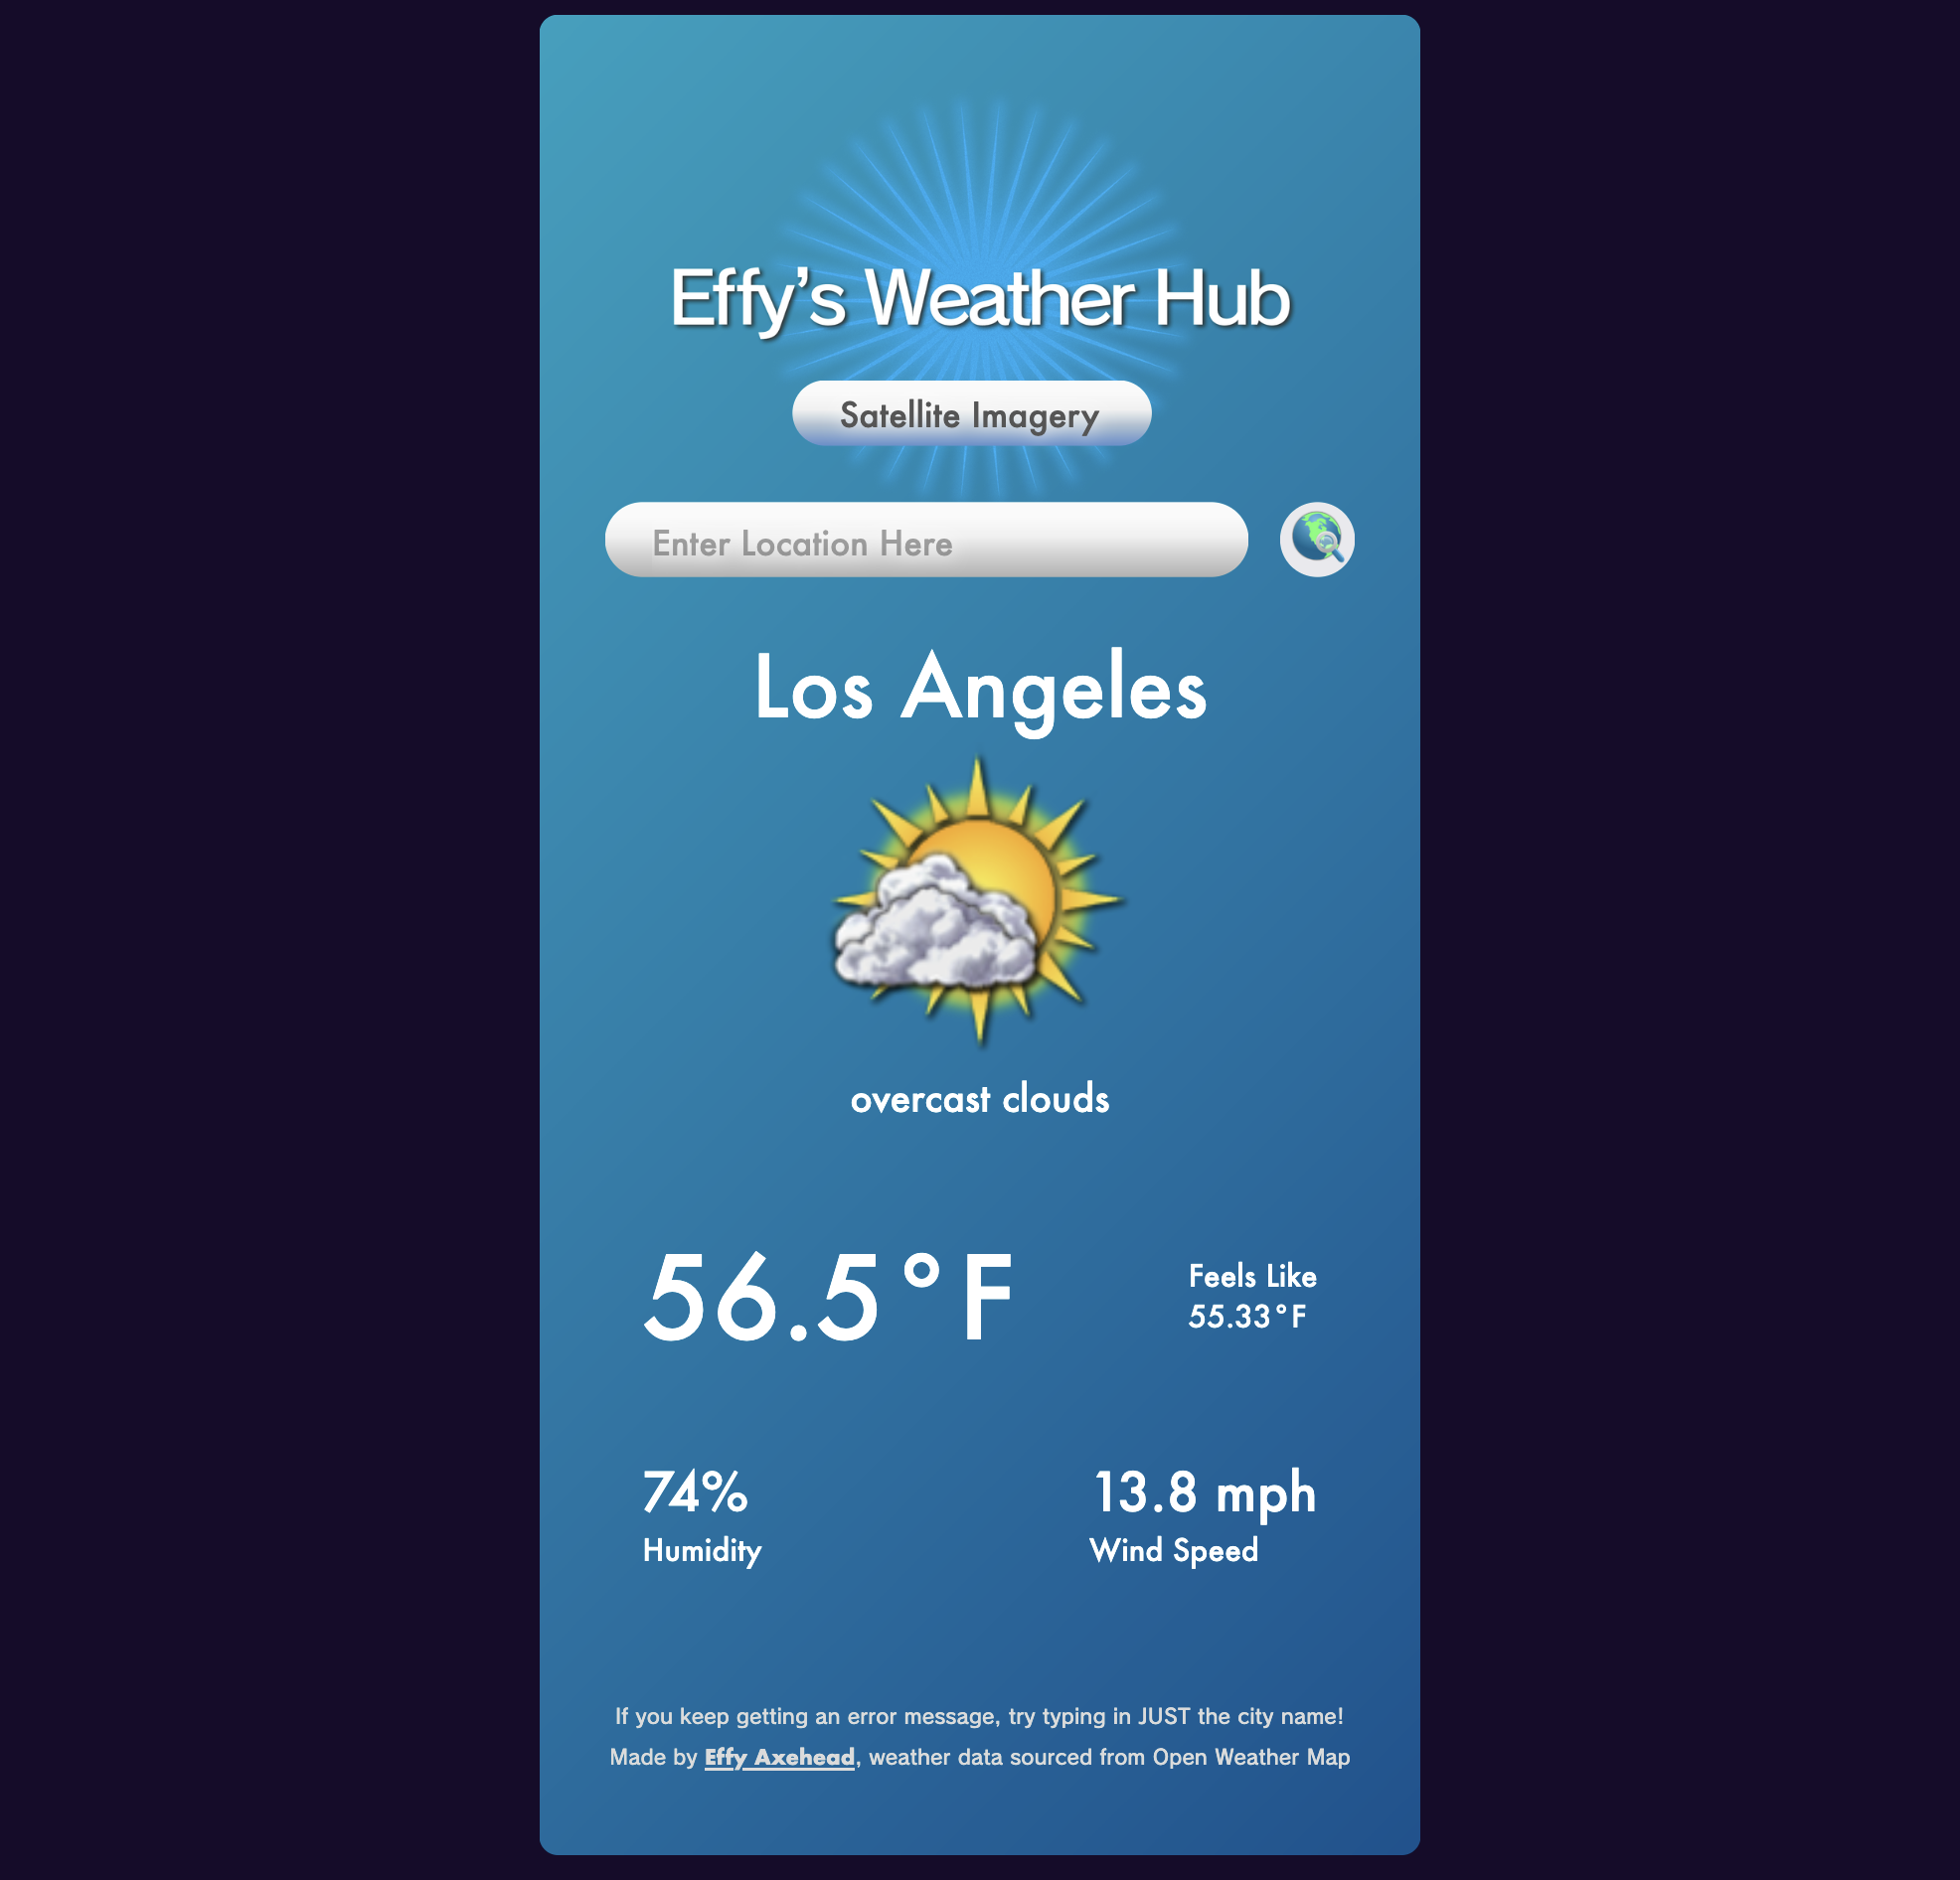 Effy’s Weather Hub
Satellite Imagery
Enter Location Here
Los Angeles
overcast clouds
56.5°F
Feels Like
55.33°F
74%
Humidity
13.8 mph
Wind Speed
If you keep getting an error message, try typing in JUST the city name!
Made by Effy Axehead, weather data sourced from Open Weather Map